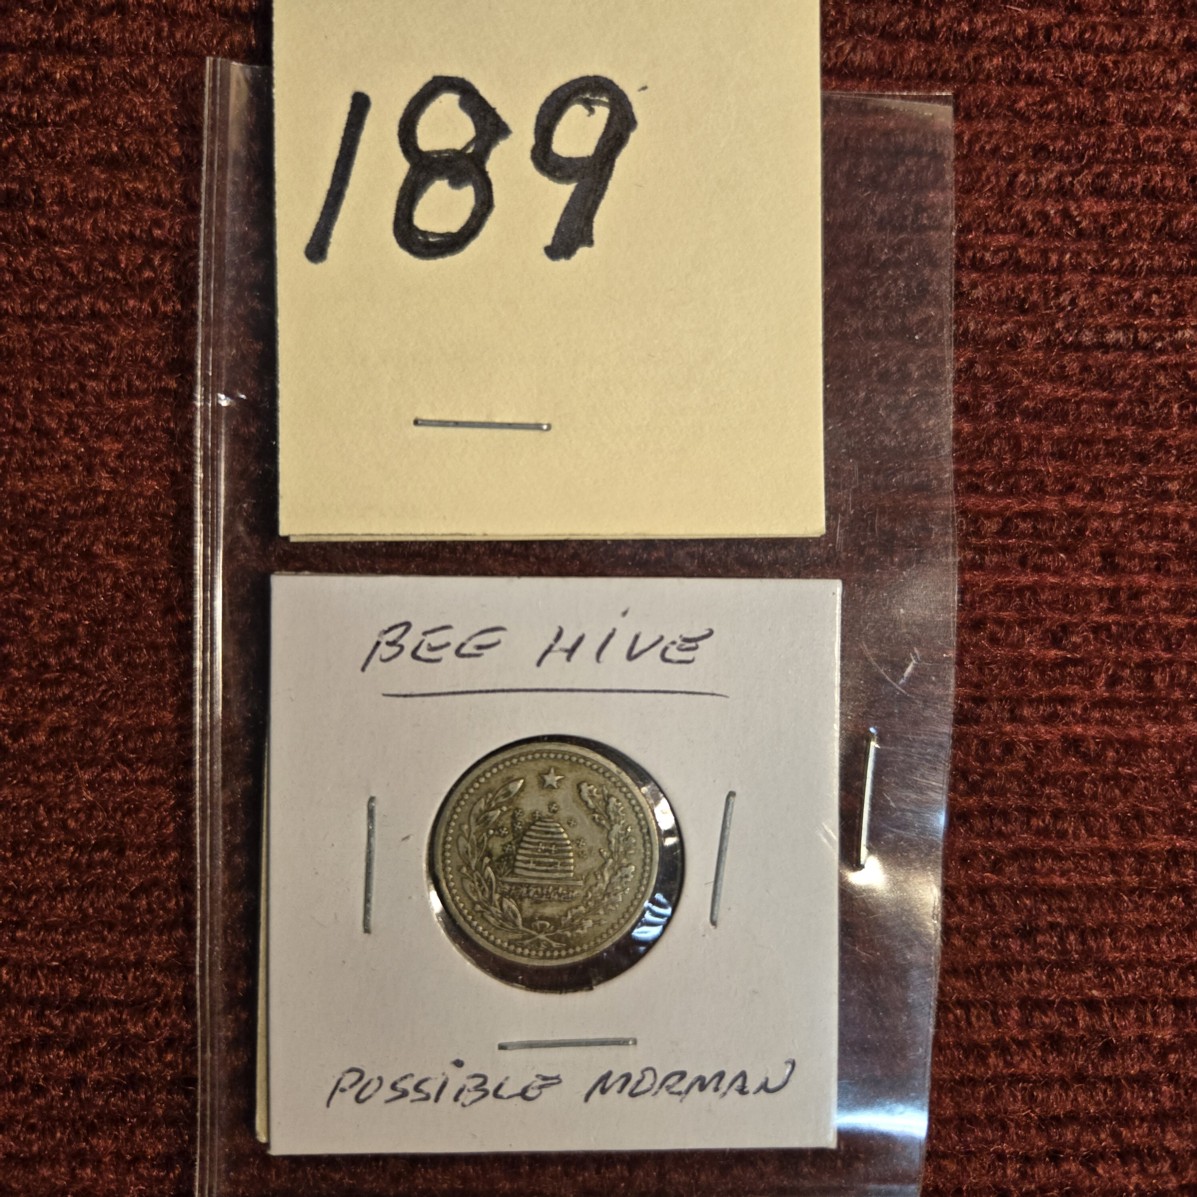 189
BEE HIVE
POSSIBLE MORMAN